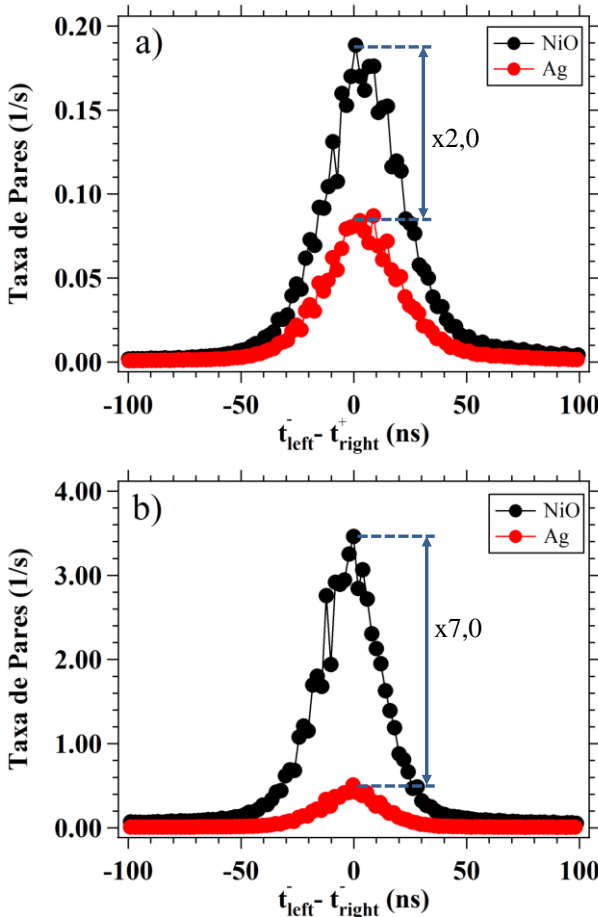 a)
NiO
Ag
x2,0
Taxa de Pares (1/s)
0.20
0.15
0.10
0.05
0.00
-100 -50 0 50 100
t⁻left - t⁺right (ns)
b)
NiO
Ag
x7,0
Taxa de Pares (1/s)
4.00
3.00
2.00
1.00
0.00
-100 -50 0 50 100
t⁻left - t⁻right (ns)